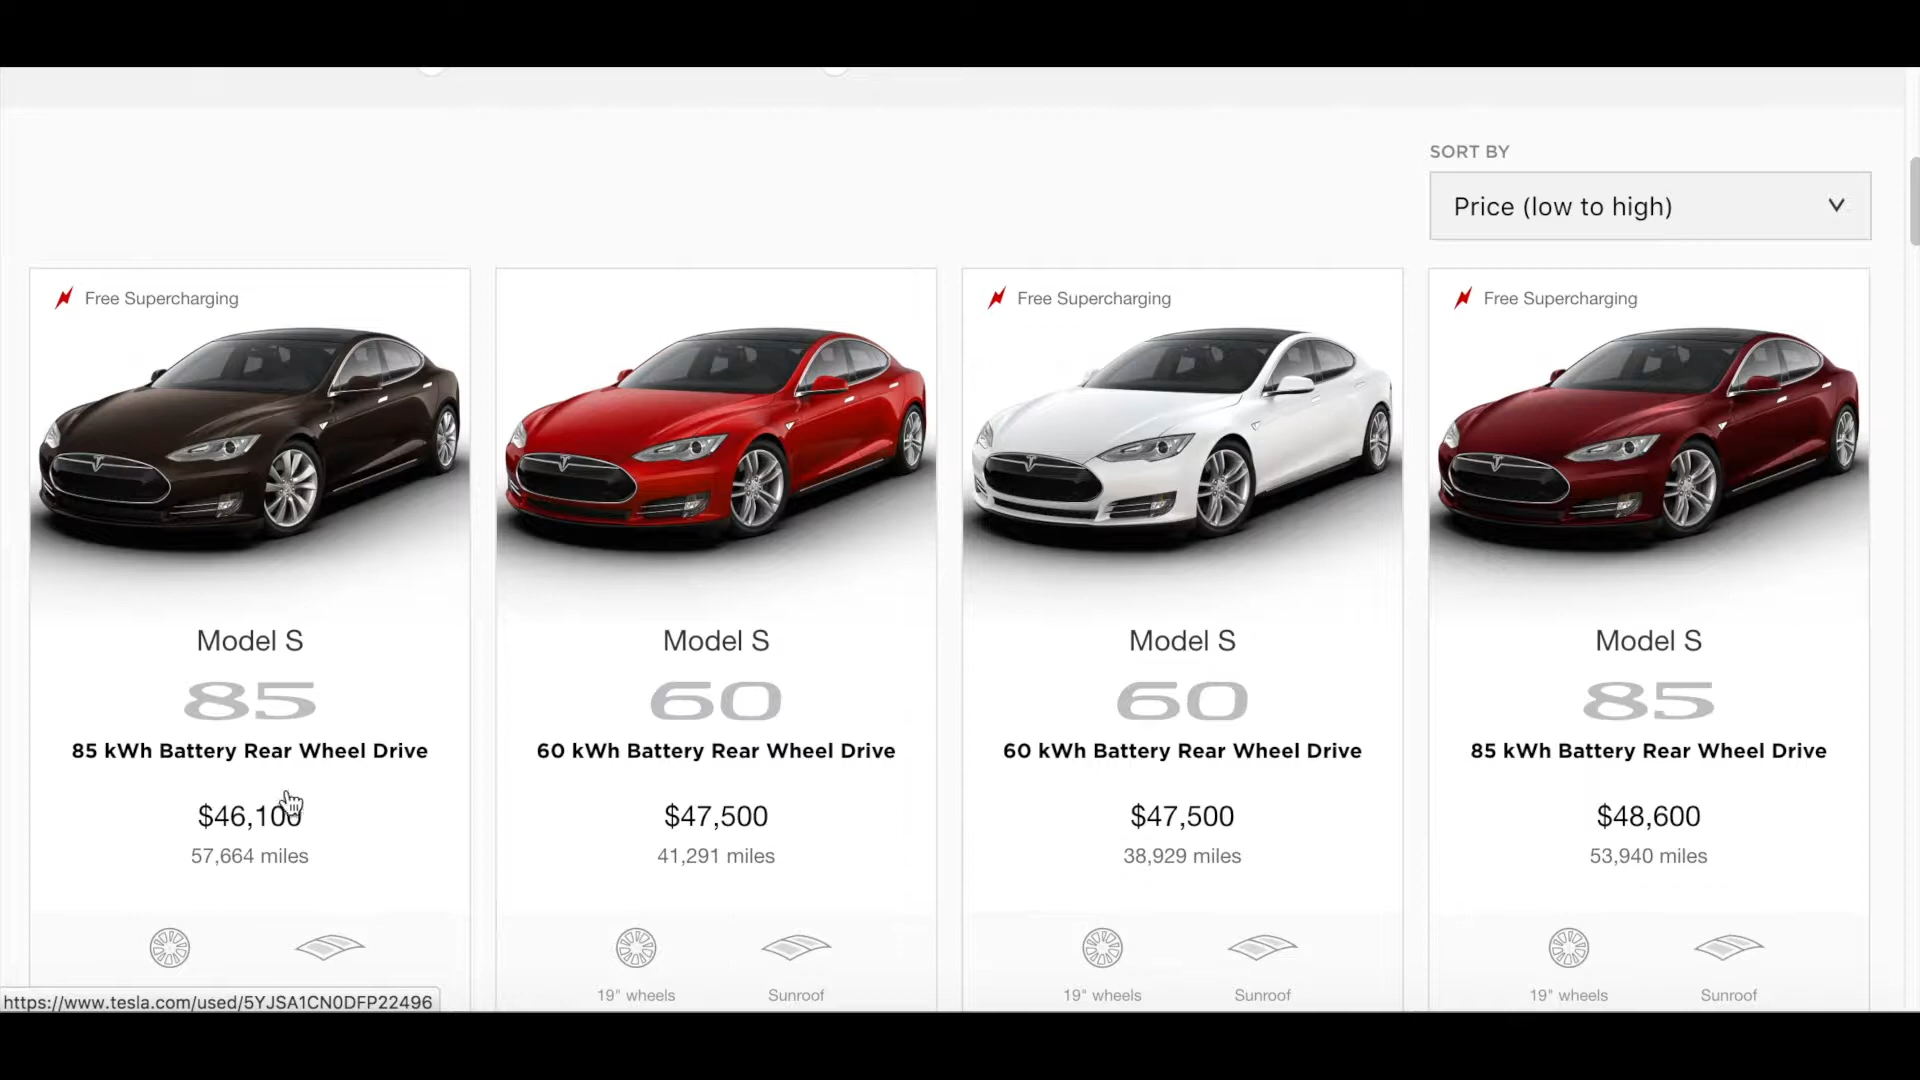 SORT BY
Price (low to high)
Free Supercharging
Free Supercharging
Free Supercharging
Model S
Model S
Model S
Model S
85
60
60
85
85 kWh Battery Rear Wheel Drive
60 kWh Battery Rear Wheel Drive
60 kWh Battery Rear Wheel Drive
85 kWh Battery Rear Wheel Drive
$46,100
$47,500
$47,500
$48,600
57,664 miles
41,291 miles
38,929 miles
53,940 miles
19" wheels
Sunroof
19" wheels
Sunroof
19" wheels
Sunroof
https://www.tesla.com/used/5YJSA1CN0DFP22496